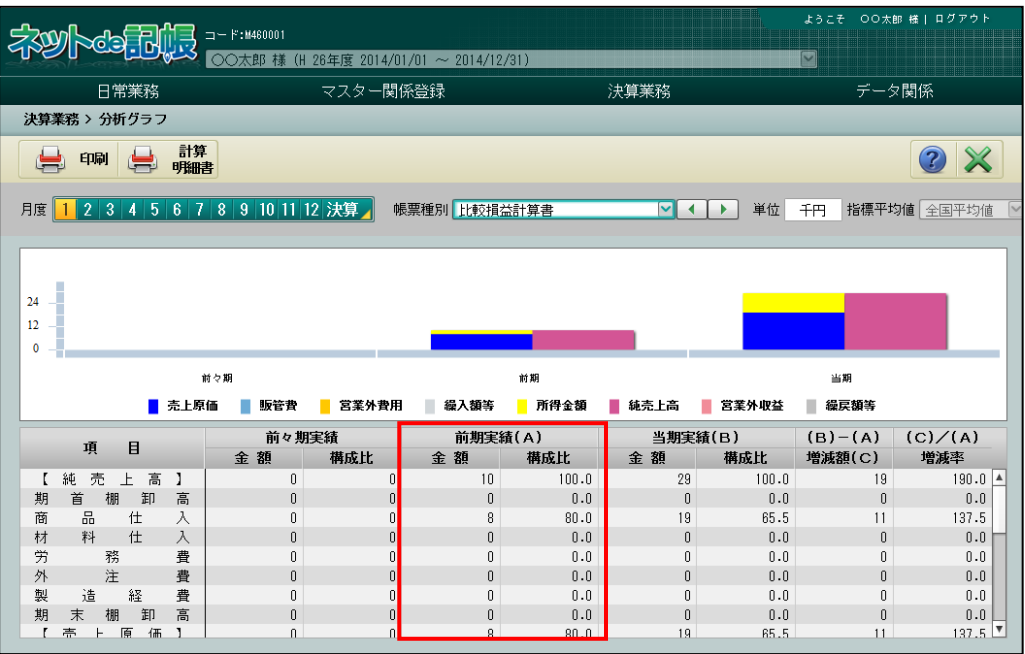 ようこそ 〇〇太郎 様 | ログアウト
ネットde記帳
コード:M460001
〇〇太郎 様 (H 26年度 2014/01/01 ～ 2014/12/31)
日常業務 マスター関係登録 決算業務 データ関係
決算業務 > 分析グラフ
印刷 計算明細書
月度 1 2 3 4 5 6 7 8 9 10 11 12 決算 帳票種別 比較損益計算書 単位 千円 指標平均値 全国平均値
24
12
0
前々期 前期 当期
売上原価 販管費 営業外費用 繰入額等 所得金額 純売上高 営業外収益 繰戻額等
項 目 前々期実績 前期実績(A) 当期実績(B) (B)-(A) (C)/(A)
金 額 構成比 金 額 構成比 金 額 構成比 増減額(C) 増減率
【 純 売 上 高 】 0 0 10 100.0 29 100.0 19 190.0
期 首 棚 卸 高 0 0 0 0.0 0 0.0 0 0.0
商 品 仕 入 0 0 8 80.0 19 65.5 11 137.5
材 料 仕 入 0 0 0 0.0 0 0.0 0 0.0
労 務 費 0 0 0 0.0 0 0.0 0 0.0
外 注 費 0 0 0 0.0 0 0.0 0 0.0
製 造 経 費 0 0 0 0.0 0 0.0 0 0.0
期 末 棚 卸 高 0 0 0 0.0 0 0.0 0 0.0
【 売 上 原 価 】 0 0 8 80.0 19 65.5 11 137.5